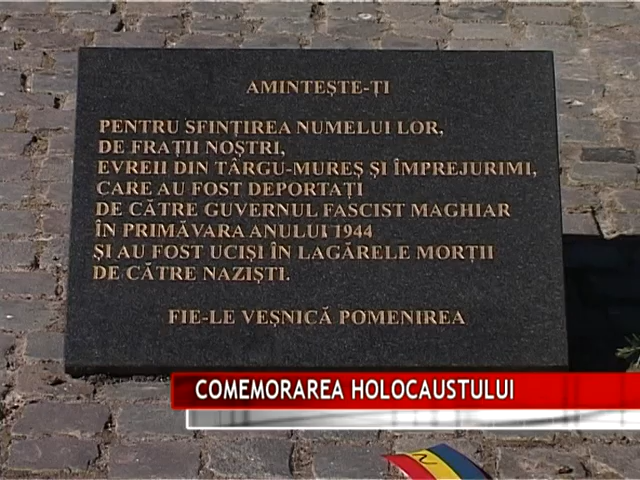 AMINTEȘTE-ȚI
PENTRU SFINȚIREA NUMELUI LOR,
DE FRAȚII NOȘTRI,
EVREII DIN TÂRGU-MUREȘ ȘI ÎMPREJURIMI,
CARE AU FOST DEPORTAȚI
DE CĂTRE GUVERNUL FASCIST MAGHIAR
ÎN PRIMĂVARA ANULUI 1944
ȘI AU FOST UCIȘI ÎN LAGĂRELE MORȚII
DE CĂTRE NAZIȘTI.
FIE-LE VEȘNICĂ POMENIREA
COMEMORAREA HOLOCAUSTULUI